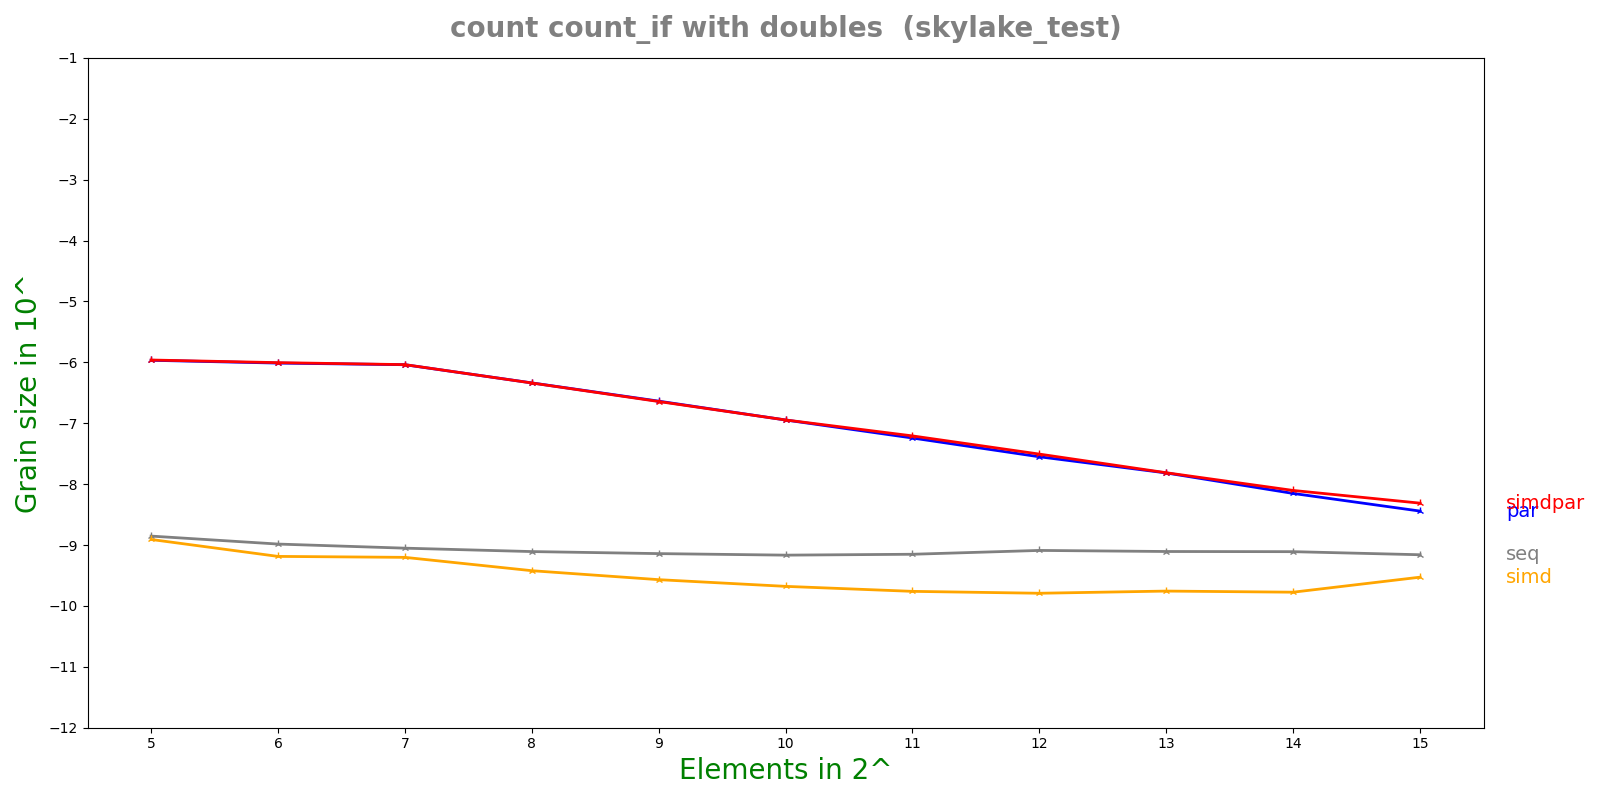 count count_if with doubles  (skylake_test)
−1
−2
−3
−4
−5
−6
−7
−8
−9
−10
−11
−12
Grain size in 10^
simdpar
par
seq
simd
5 6 7 8 9 10 11 12 13 14 15
Elements in 2^